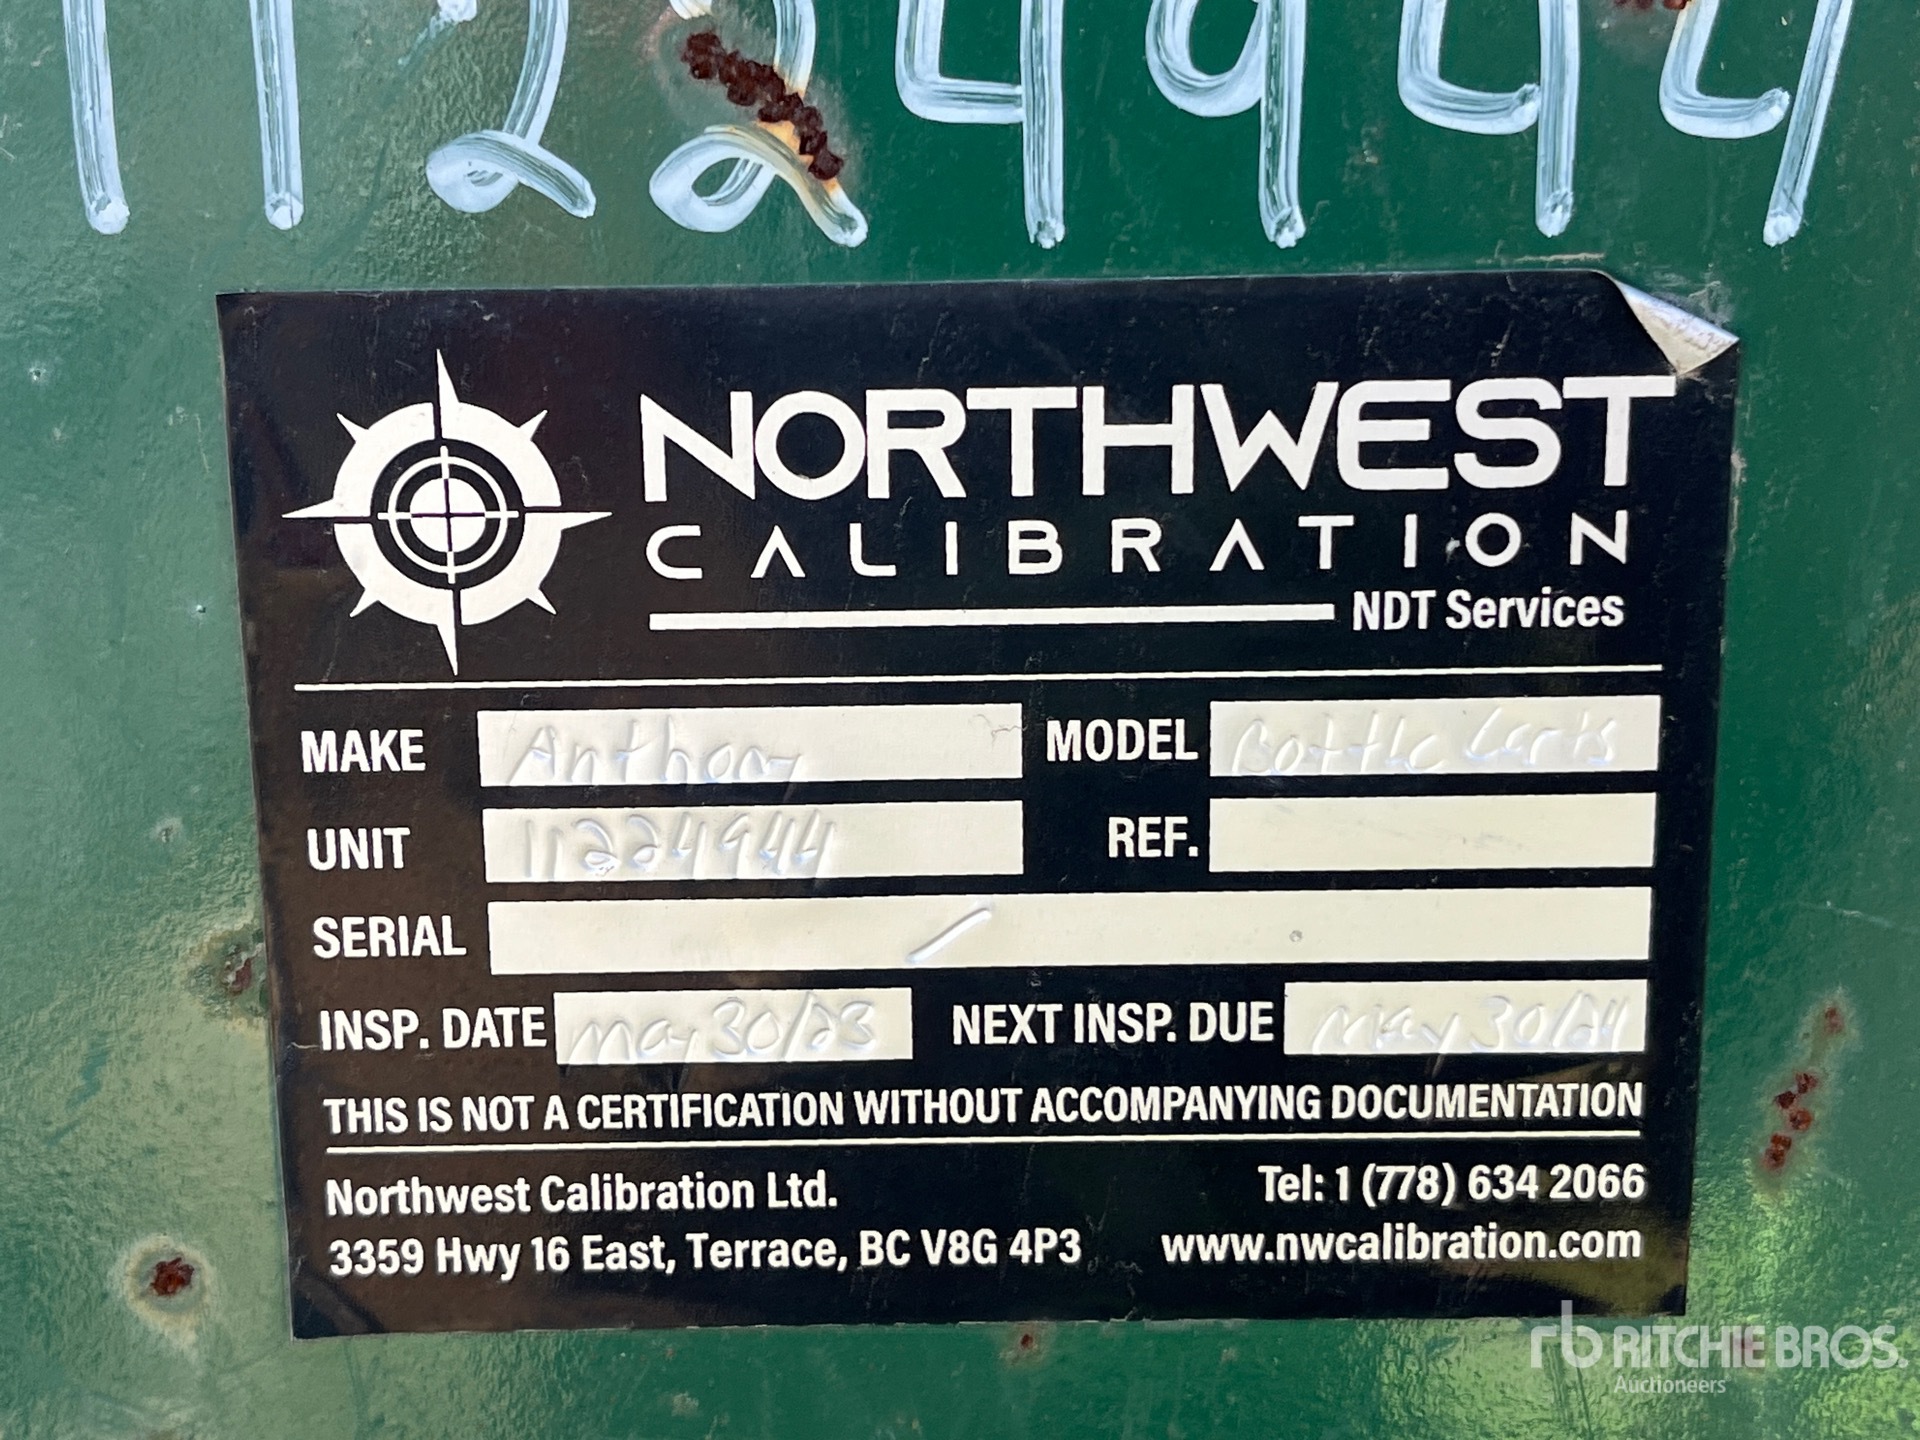 11224944
NORTHWEST
CALIBRATION
NDT Services
MAKE Anthony MODEL Bottle Carts
UNIT 11224944 REF.
SERIAL /
INSP. DATE May 30/23 NEXT INSP. DUE May 30/24
THIS IS NOT A CERTIFICATION WITHOUT ACCOMPANYING DOCUMENTATION
Northwest Calibration Ltd. Tel: 1 (778) 634 2066
3359 Hwy 16 East, Terrace, BC V8G 4P3 www.nwcalibration.com
rb RITCHIE BROS.
Auctioneers